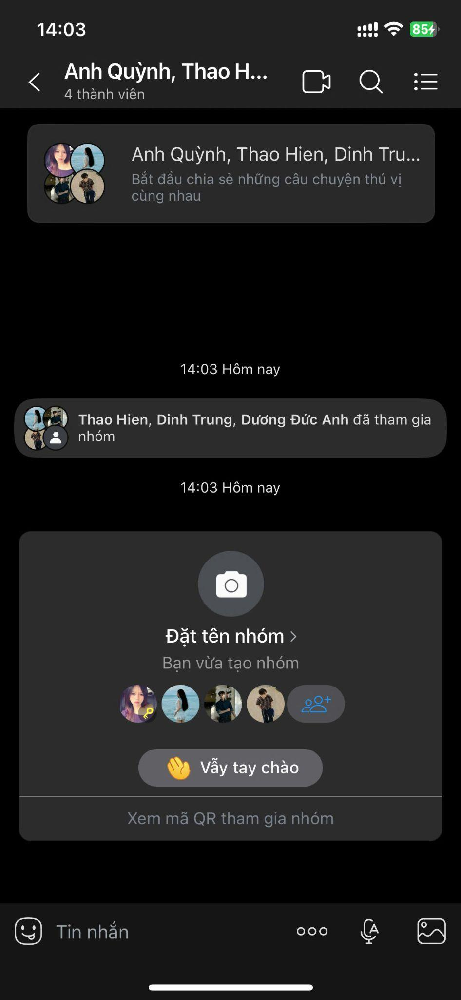 14:03
85
Anh Quỳnh, Thao H...
4 thành viên
Anh Quỳnh, Thao Hien, Dinh Tru...
Bắt đầu chia sẻ những câu chuyện thú vị
cùng nhau
14:03 Hôm nay
Thao Hien, Dinh Trung, Dương Đức Anh đã tham gia
nhóm
14:03 Hôm nay
Đặt tên nhóm
Bạn vừa tạo nhóm
Vẫy tay chào
Xem mã QR tham gia nhóm
Tin nhắn
A